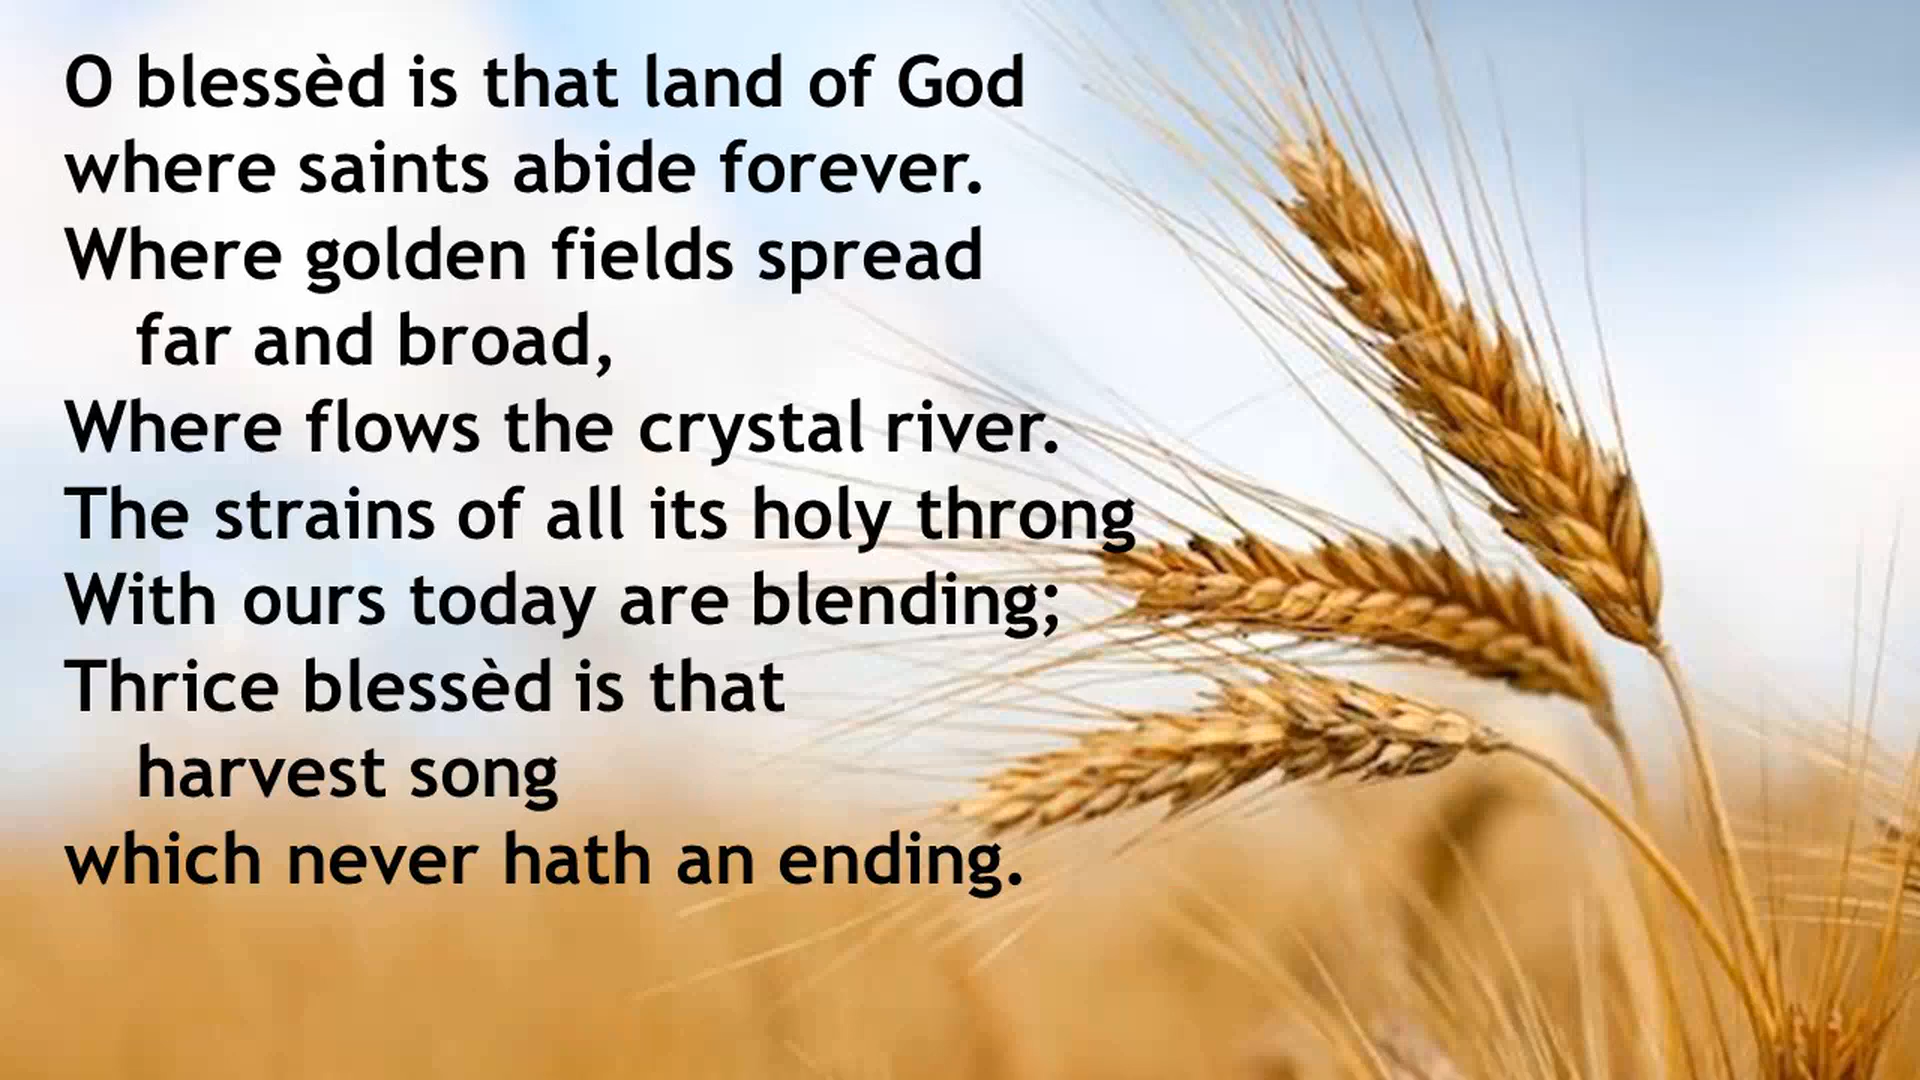 O blessèd is that land of God
where saints abide forever.
Where golden fields spread
far and broad,
Where flows the crystal river.
The strains of all its holy throng
With ours today are blending;
Thrice blessèd is that
harvest song
which never hath an ending.